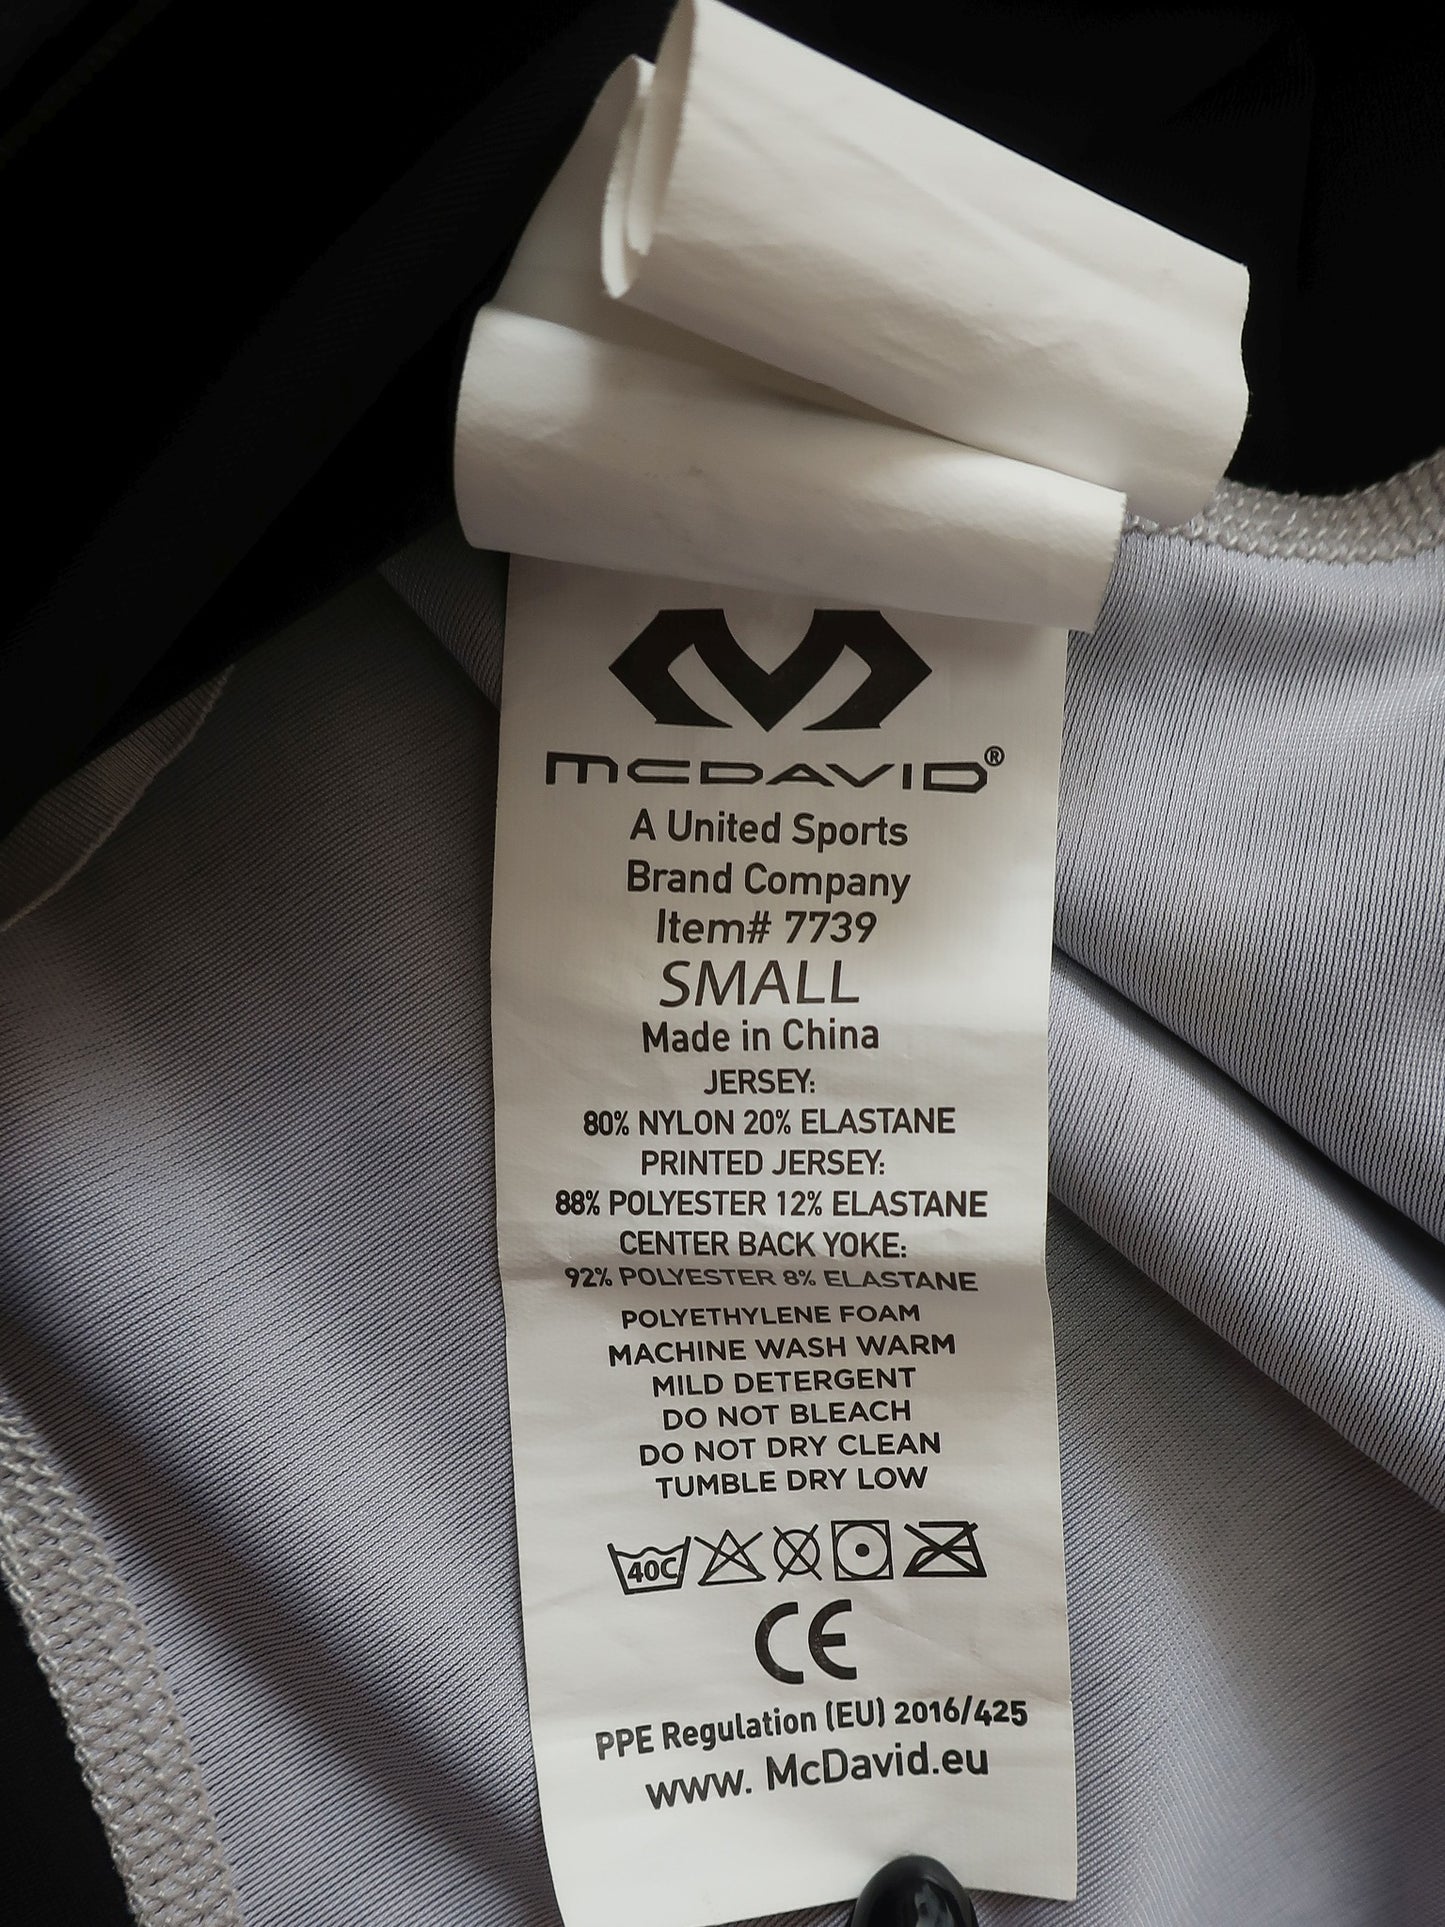 MCDAVID®
A United Sports
Brand Company
Item# 7739
SMALL
Made in China
JERSEY:
80% NYLON 20% ELASTANE
PRINTED JERSEY:
88% POLYESTER 12% ELASTANE
CENTER BACK YOKE:
92% POLYESTER 8% ELASTANE
POLYETHYLENE FOAM
MACHINE WASH WARM
MILD DETERGENT
DO NOT BLEACH
DO NOT DRY CLEAN
TUMBLE DRY LOW
40C
CE
PPE Regulation (EU) 2016/425
www. McDavid.eu